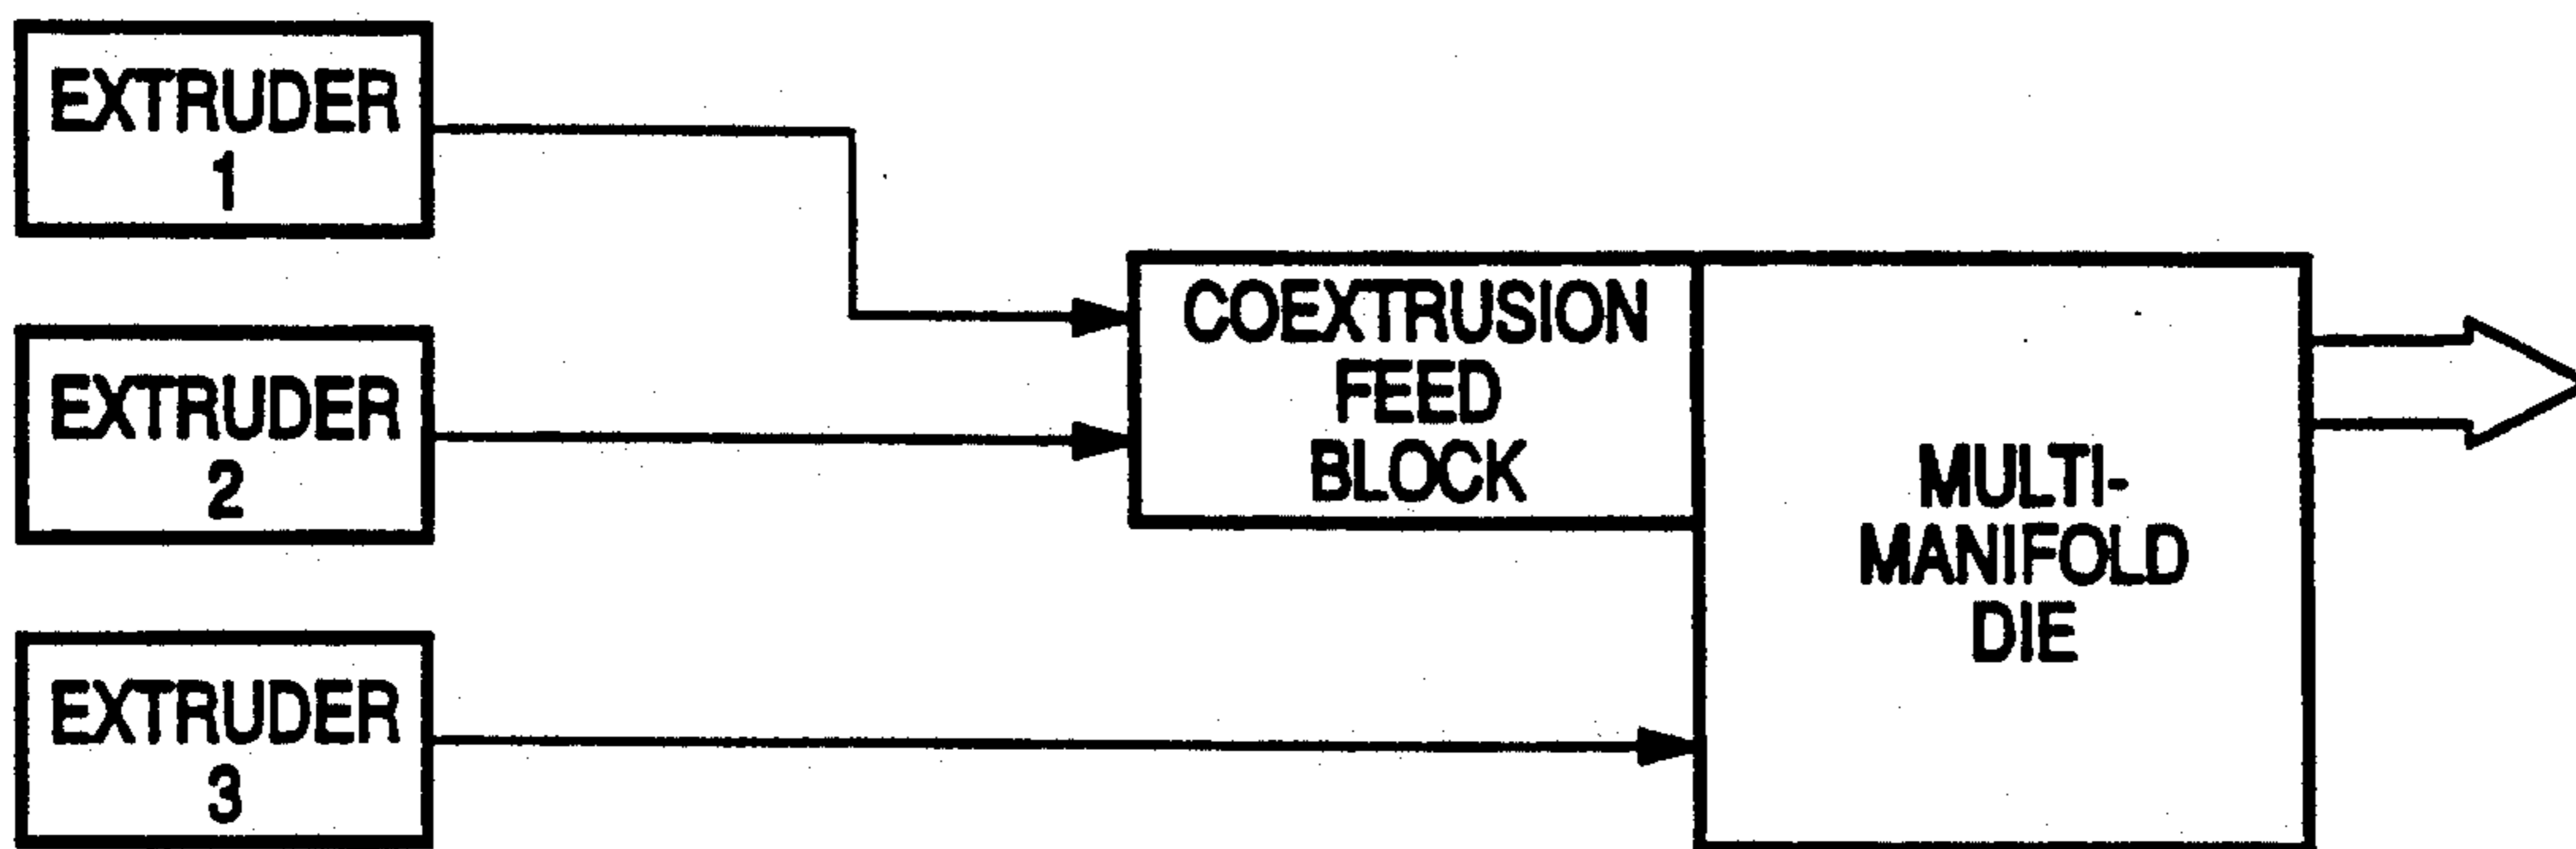 EXTRUDER
1
EXTRUDER
2
EXTRUDER
3
COEXTRUSION
FEED
BLOCK
MULTI-
MANIFOLD
DIE